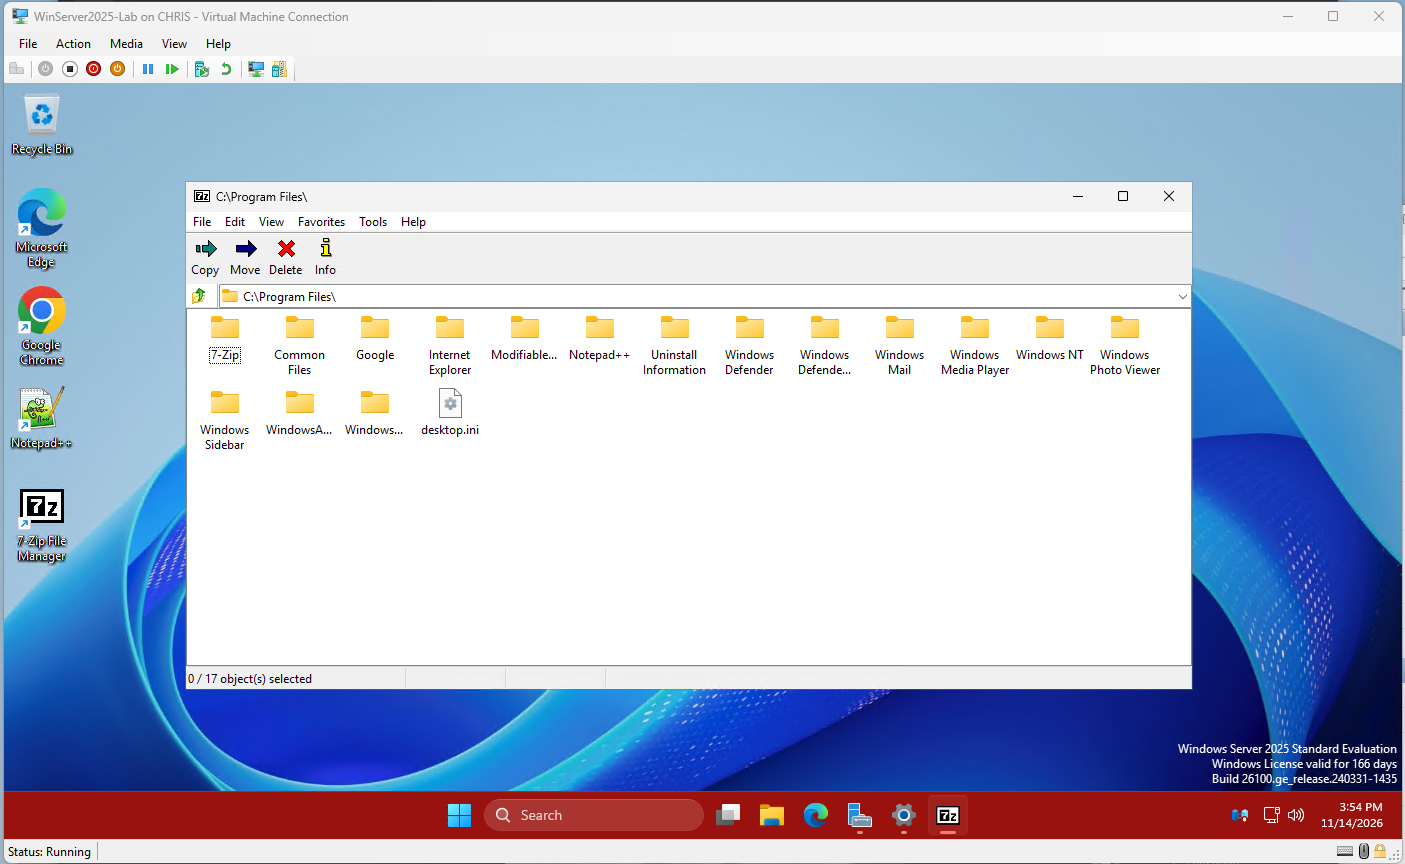 WinServer2025-Lab on CHRIS - Virtual Machine Connection
File Action Media View Help
Recycle Bin
Microsoft
Edge
Google
Chrome
Notepad++
7-Zip File
Manager
7z C:\Program Files\
File Edit View Favorites Tools Help
Copy Move Delete Info
C:\Program Files\
7-Zip
Common
Files
Google
Internet
Explorer
Modifiable...
Notepad++
Uninstall
Information
Windows
Defender
Windows
Defende...
Windows
Mail
Windows
Media Player
Windows NT
Windows
Photo Viewer
Windows
Sidebar
WindowsA...
Windows...
desktop.ini
0 / 17 object(s) selected
Windows Server 2025 Standard Evaluation
Windows License valid for 166 days
Build 26100.ge_release.240331-1435
Search
7z
3:54 PM
11/14/2026
Status: Running